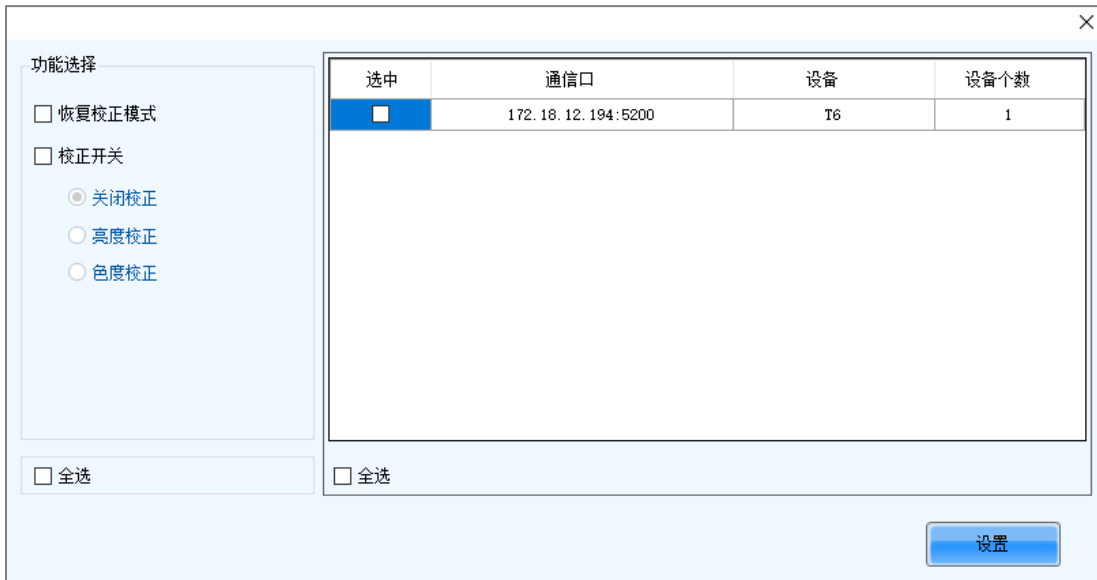 功能选择
恢复校正模式
校正开关
关闭校正
亮度校正
色度校正
全选
选中 通信口 设备 设备个数
172.18.12.194:5200 T6 1
全选
设置